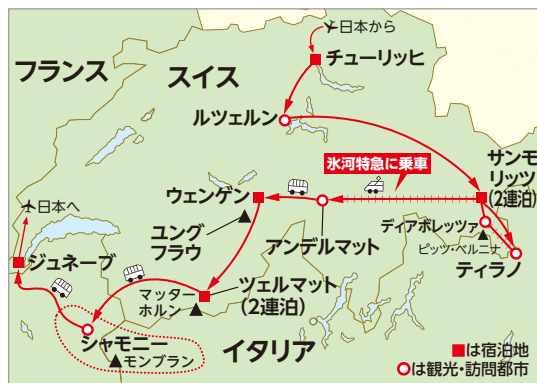 日本から
チューリッヒ
フランス
スイス
ルツェルン
氷河特急に乗車
サンモ
リッツ
(2連泊)
ウェンゲン
日本へ
ユング
フラウ
アンデルマット
ディアボレッツァ
ピッツ・ベルニナ
ティラノ
ジュネーブ
マッター
ホルン
ツェルマット
(2連泊)
シャモニー
モンブラン
イタリア
は宿泊地
は観光・訪問都市